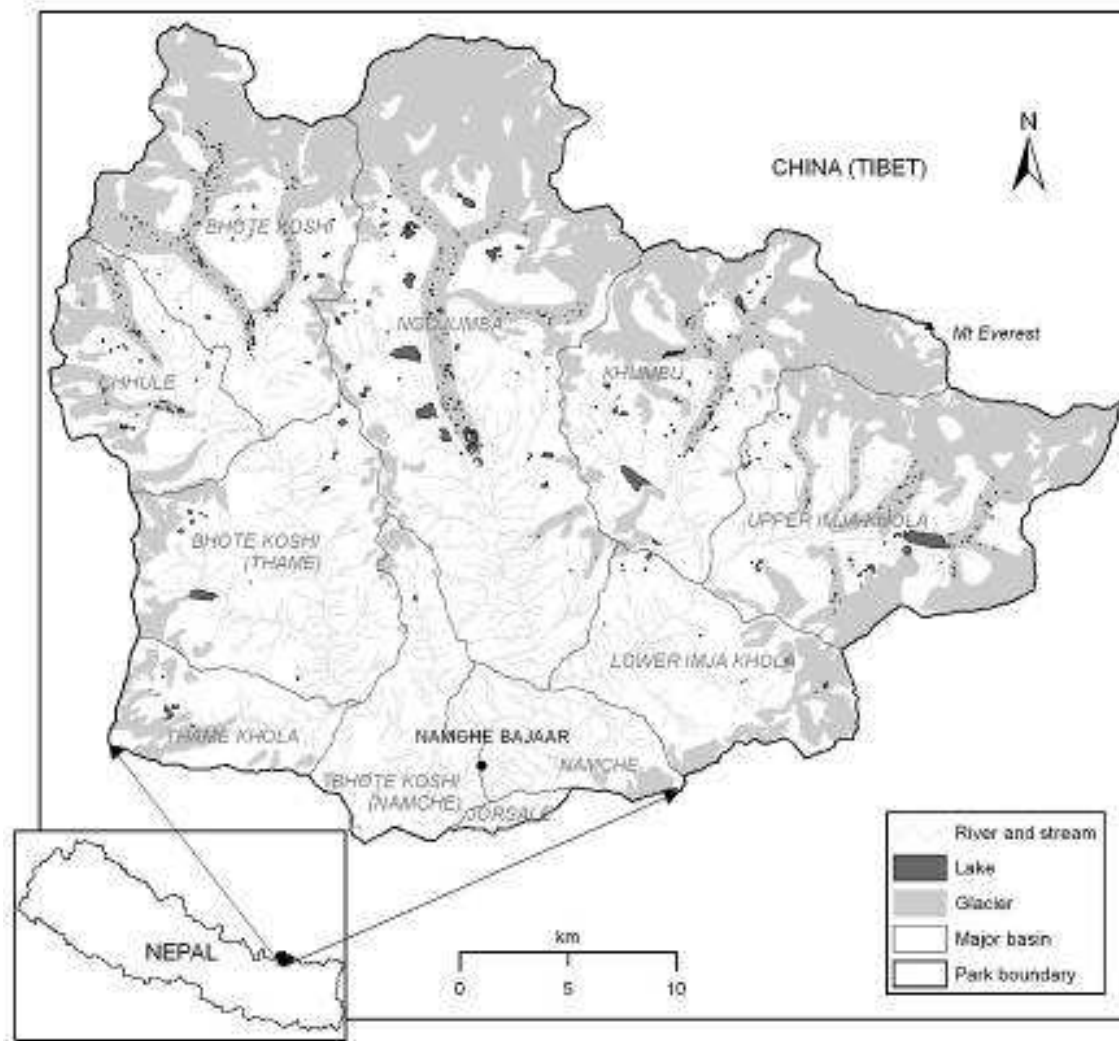 N
CHINA (TIBET)
BHOTE KOSHI
NGOJUMBA
Mt Everest
CHHULE
KHUMBU
UPPER IMJA KHOLA
BHOTE KOSHI
(THAME)
LOWER IMJA KHOLA
THAME KHOLA
NAMCHE BAJAAR
NAMCHE
BHOTE KOSHI
(NAMCHE)
JORSALE
River and stream
Lake
Glacier
Major basin
Park boundary
NEPAL
km
0 5 10